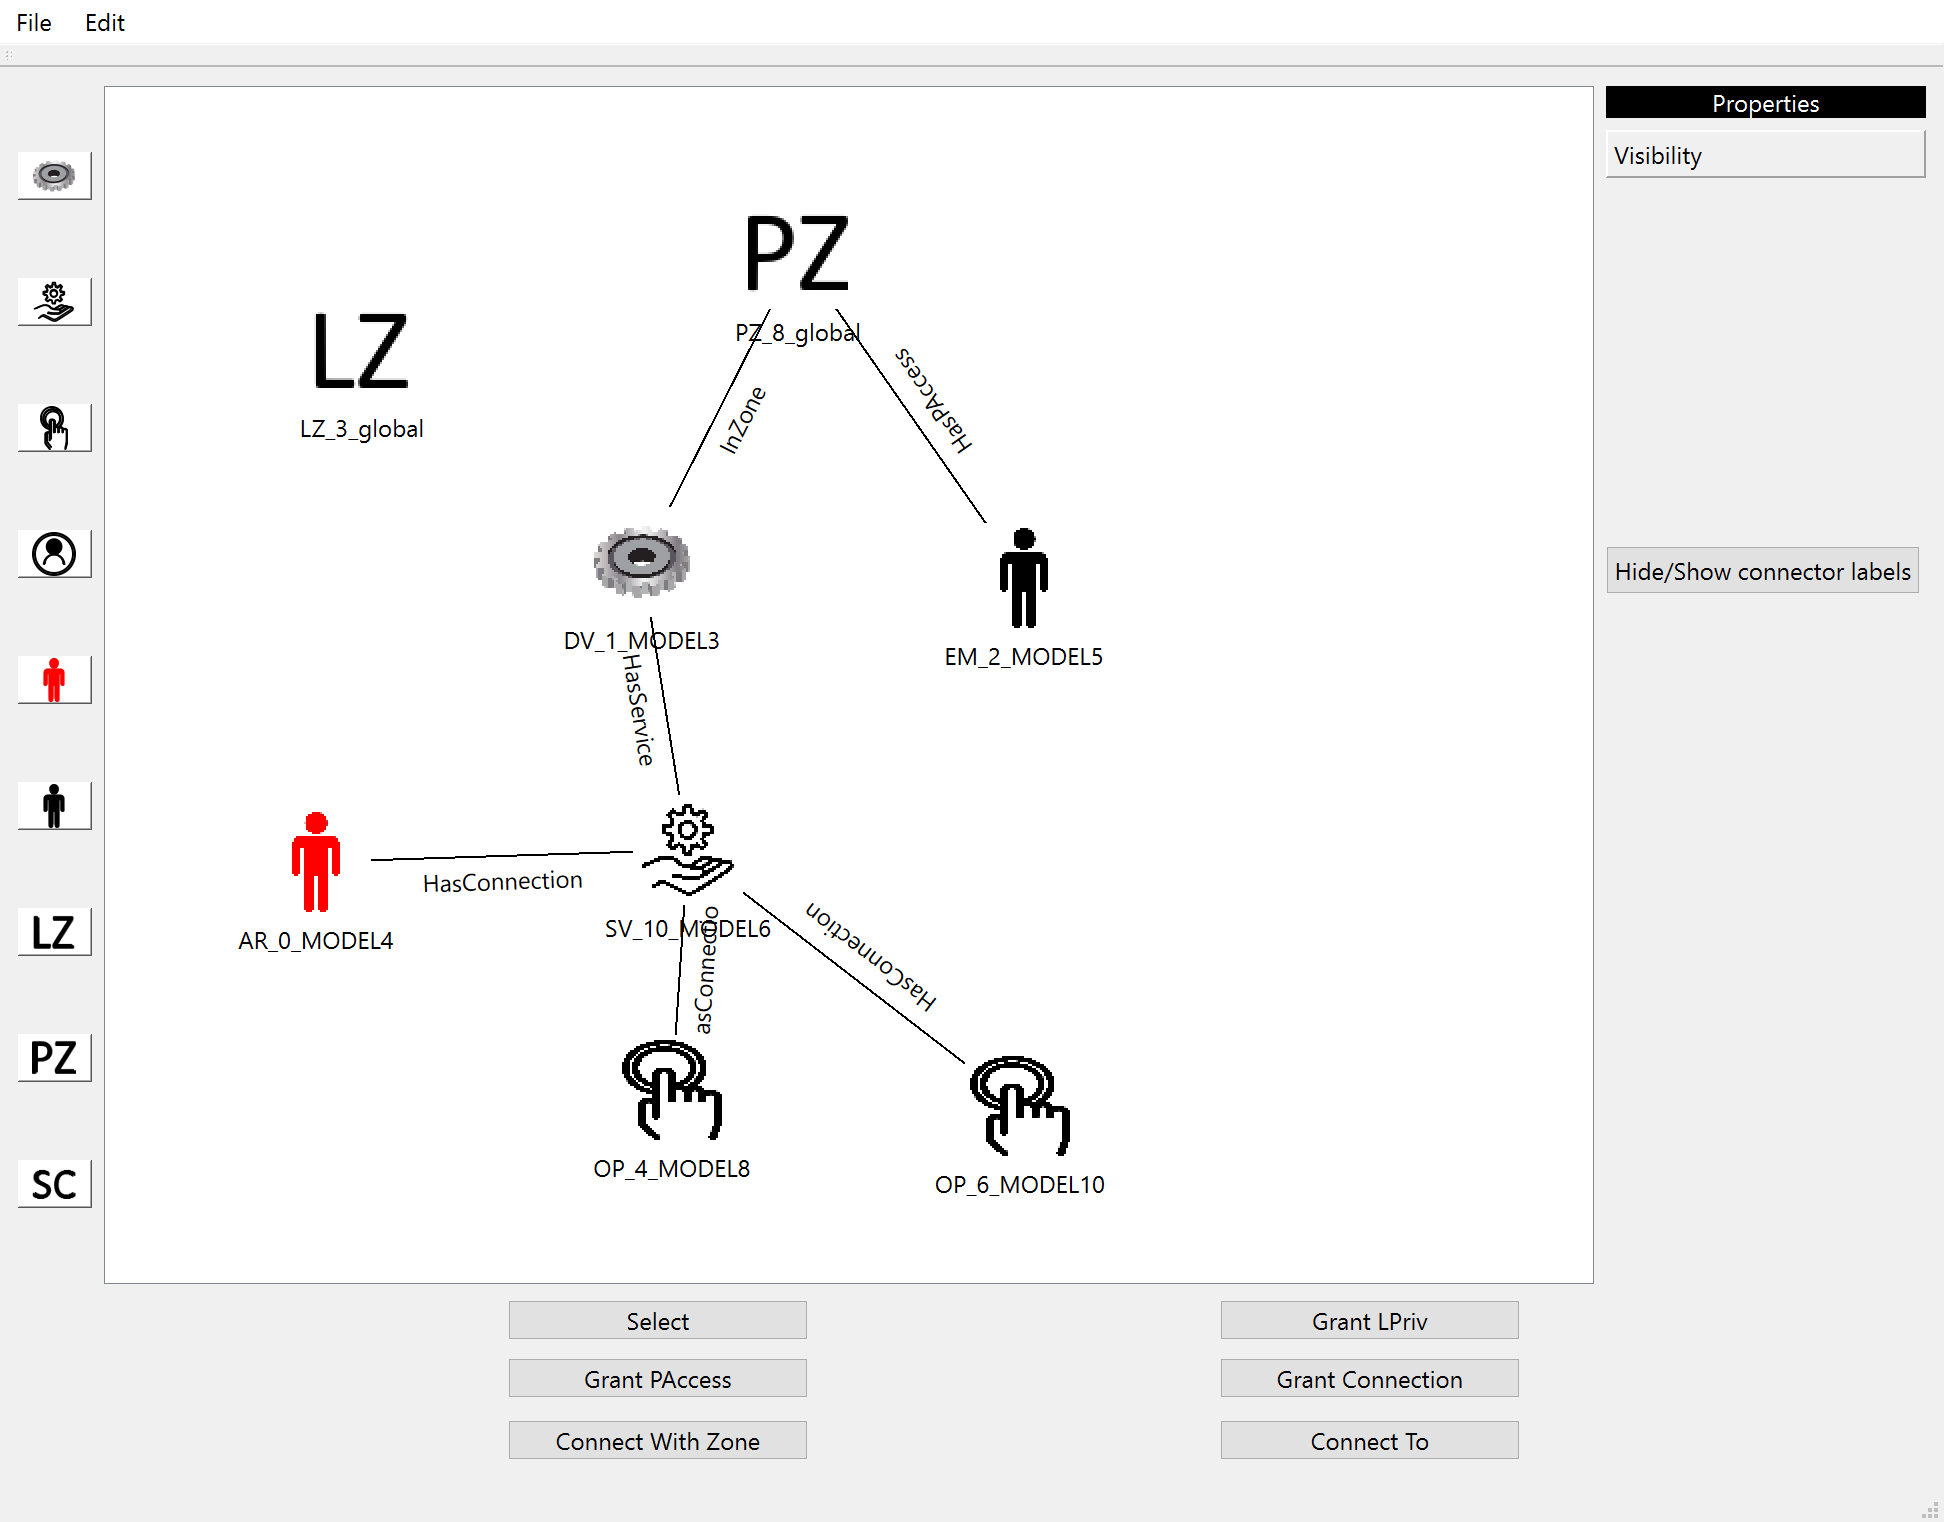 File Edit
Properties
Visibility
PZ
PZ_8_global
LZ
LZ_3_global
InZone
HasPAccess
DV_1_MODEL3
EM_2_MODEL5
Hide/Show connector labels
HasService
HasConnection
AR_0_MODEL4
SV_10_MODEL6
asConnectio
HasConnection
OP_4_MODEL8
OP_6_MODEL10
LZ
PZ
SC
Select
Grant LPriv
Grant PAccess
Grant Connection
Connect With Zone
Connect To